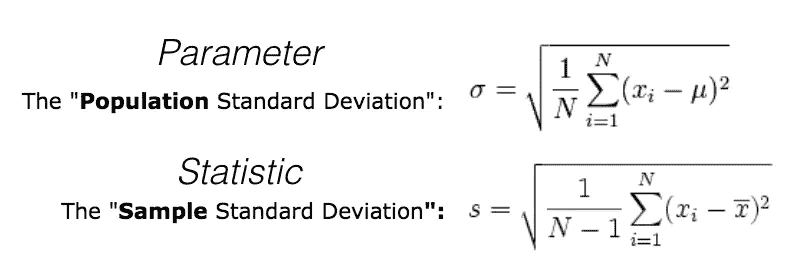 Parameter
The "Population Standard Deviation": σ = √(1/N ∑_{i=1}^{N} (x_i − μ)²)
Statistic
The "Sample Standard Deviation": s = √(1/(N − 1) ∑_{i=1}^{N} (x_i − x̄)²)